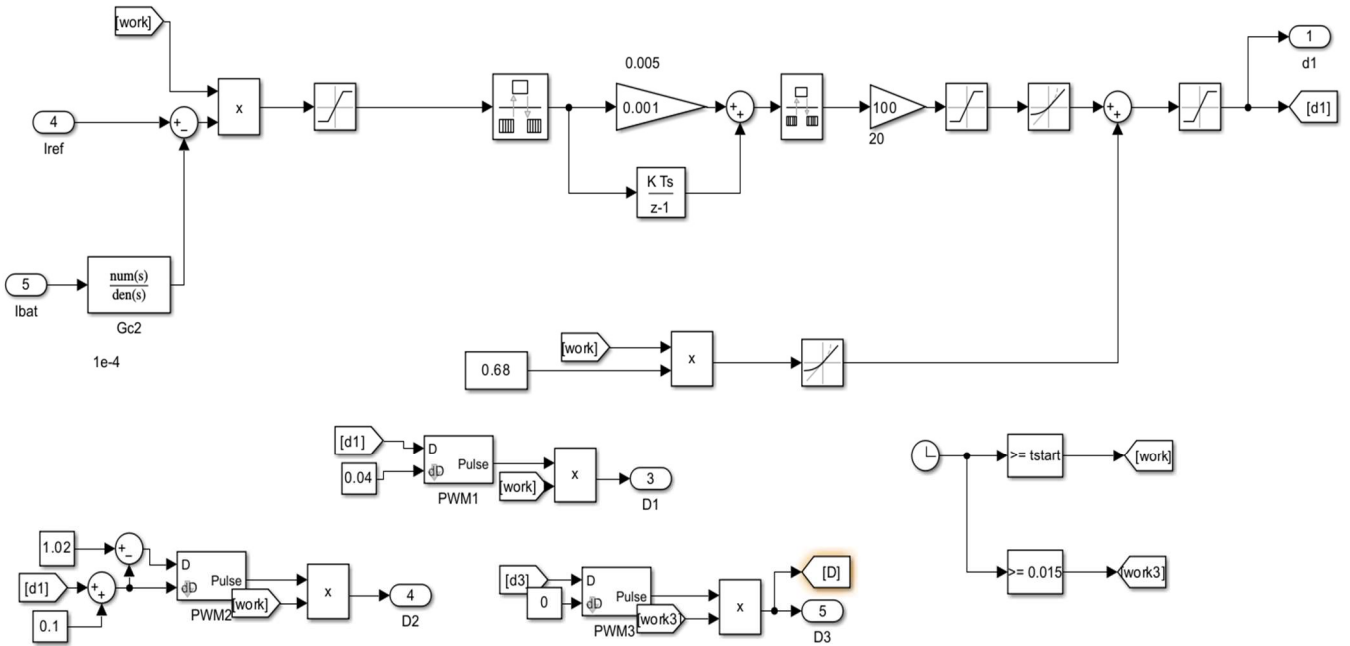 [work]
4
Iref
x
+
−
0.005
0.001
+
+
100
20
1
d1
[d1]
+
+
K Ts
z-1
5
Ibat
num(s)
den(s)
Gc2
1e-4
[work]
0.68
x
[d1]
0.04
D
dD
Pulse
PWM1
[work]
x
3
D1
>= tstart
[work]
1.02
+
−
[d1]
+
+
0.1
D
dD
Pulse
PWM2
[work]
x
4
D2
[d3]
0
D
dD
Pulse
PWM3
[work3]
x
[D]
5
D3
>= 0.015
[work3]